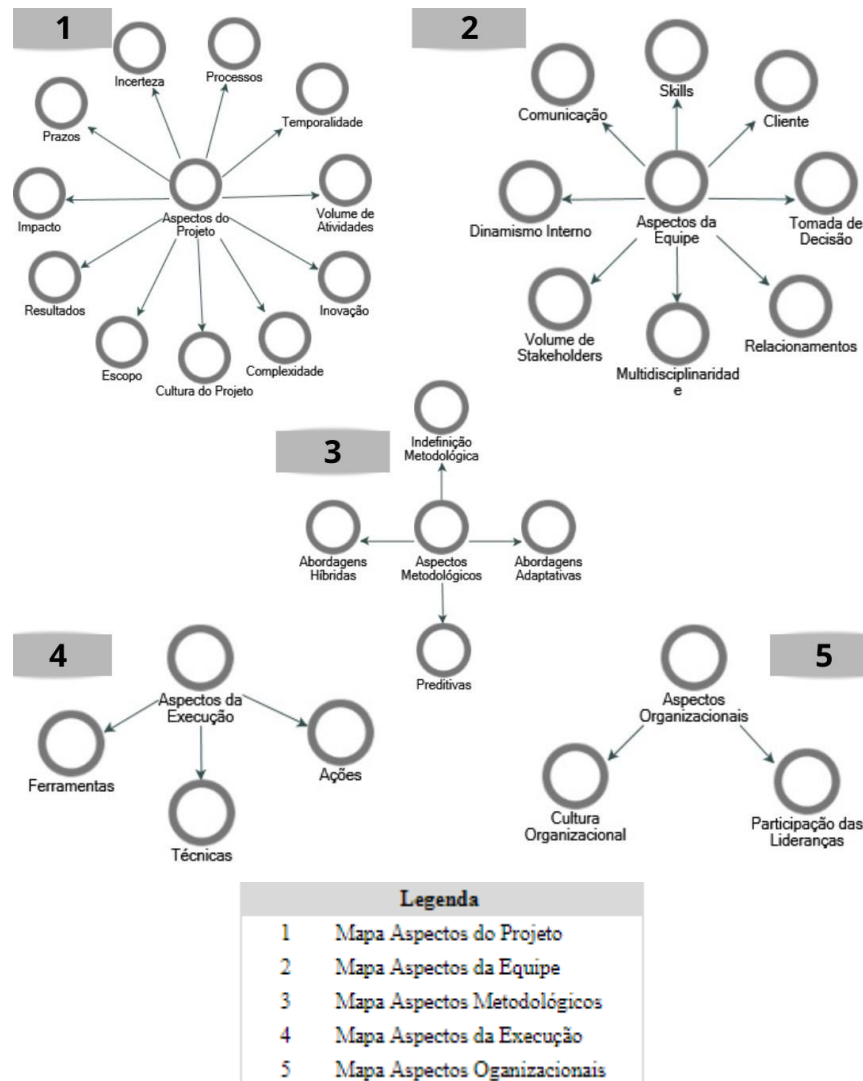 1
Incerteza
Processos
Prazos
Temporalidade
Impacto
Aspectos do
Projeto
Volume de
Atividades
Resultados
Inovação
Escopo
Cultura do Projeto
Complexidade
2
Comunicação
Skills
Cliente
Dinamismo Interno
Aspectos da
Equipe
Tomada de
Decisão
Volume de
Stakeholders
Multidisciplinaridad
e
Relacionamentos
3
Indefinição
Metodológica
Abordagens
Híbridas
Aspectos
Metodológicos
Abordagens
Adaptativas
Preditivas
4
Aspectos da
Execução
Ferramentas
Técnicas
Ações
5
Aspectos
Organizacionais
Cultura
Organizacional
Participação das
Lideranças
Legenda
1 Mapa Aspectos do Projeto
2 Mapa Aspectos da Equipe
3 Mapa Aspectos Metodológicos
4 Mapa Aspectos da Execução
5 Mapa Aspectos Oganizacionais